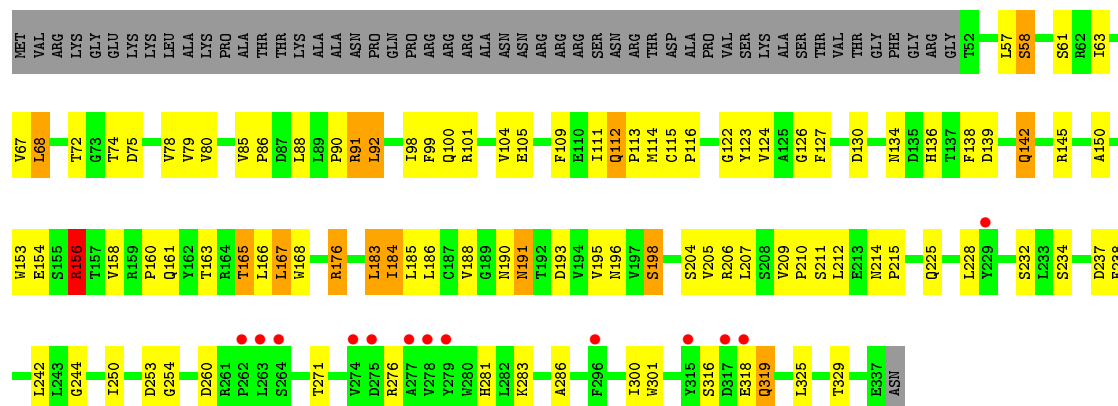 MET VAL ARG LYS GLY GLU LYS LYS LEU ALA LYS PRO ALA THR THR LYS ALA ALA ASN PRO GLN PRO ARG ARG ARG ALA ASN ASN ARG ARG ARG SER ASN ARG THR ASP ALA PRO VAL SER LYS ALA SER THR VAL THR GLY PHE GLY ARG GLY T52 L57 S58 S61 R62 I63
V67 L68 T72 G73 T74 D75 V78 V79 V80 V85 P86 D87 L88 L89 P90 R91 L92 I98 F99 Q100 R101 V104 E105 F109 E110 I111 Q112 P113 M114 C115 P116 G122 Y123 V124 A125 G126 F127 D130 N134 D135 H136 T137 F138 D139 Q142 R145 A150
W153 E154 S155 R156 T157 V158 R159 P160 Q161 Y162 T163 R164 T165 L166 L167 W168 R176 L183 I184 L185 L186 C187 V188 G189 N190 N191 T192 D193 V194 V195 N196 V197 S198 S204 V205 R206 L207 S208 V209 P210 S211 L212 E213 N214 P215 Q225 L228 Y229 S232 L233 S234 D237
L242 L243 G244 I250 D253 G254 D260 R261 P262 L263 S264 T271 V274 D275 R276 A277 V278 Y279 W280 H281 L282 K283 A286 F296 I300 W301 Y315 S316 D317 E318 Q319 L325 T329 E337 ASN